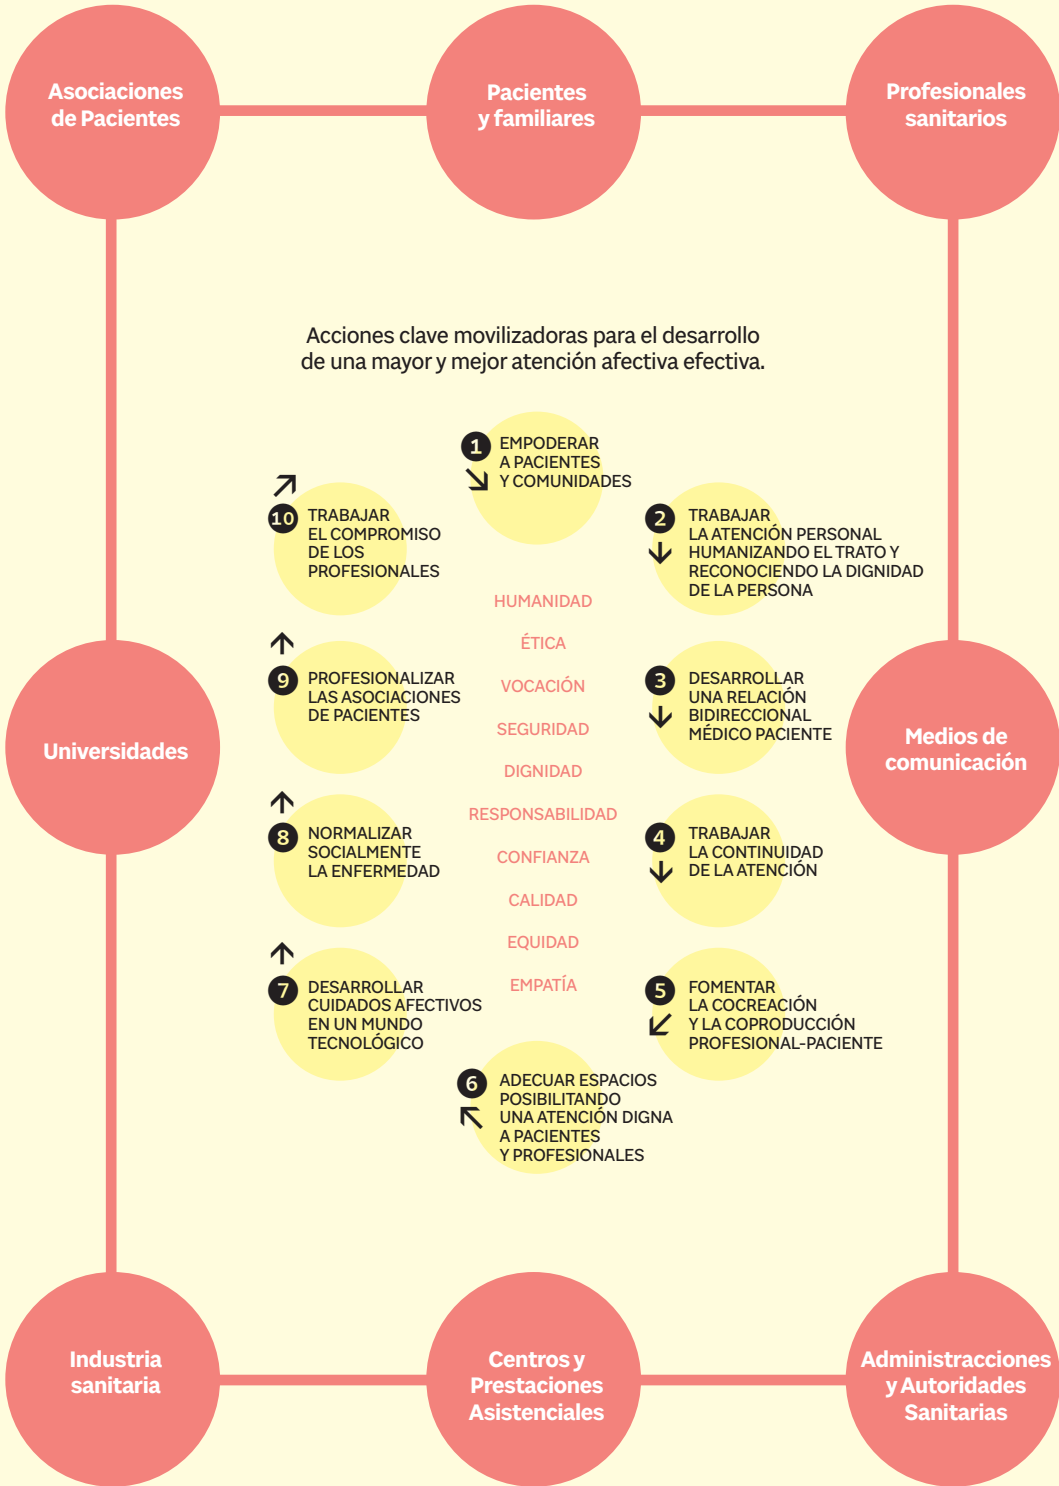 Asociaciones
de Pacientes
Pacientes
y familiares
Profesionales
sanitarios
Acciones clave movilizadoras para el desarrollo
de una mayor y mejor atención afectiva efectiva.
1
EMPODERAR
A PACIENTES
Y COMUNIDADES
2
TRABAJAR
LA ATENCIÓN PERSONAL
HUMANIZANDO EL TRATO Y
RECONOCIENDO LA DIGNIDAD
DE LA PERSONA
3
DESARROLLAR
UNA RELACIÓN
BIDIRECCIONAL
MÉDICO PACIENTE
4
TRABAJAR
LA CONTINUIDAD
DE LA ATENCIÓN
5
FOMENTAR
LA COCREACIÓN
Y LA COPRODUCCIÓN
PROFESIONAL-PACIENTE
6
ADECUAR ESPACIOS
POSIBILITANDO
UNA ATENCIÓN DIGNA
A PACIENTES
Y PROFESIONALES
7
DESARROLLAR
CUIDADOS AFECTIVOS
EN UN MUNDO
TECNOLÓGICO
8
NORMALIZAR
SOCIALMENTE
LA ENFERMEDAD
9
PROFESIONALIZAR
LAS ASOCIACIONES
DE PACIENTES
10
TRABAJAR
EL COMPROMISO
DE LOS
PROFESIONALES
HUMANIDAD
ÉTICA
VOCACIÓN
SEGURIDAD
DIGNIDAD
RESPONSABILIDAD
CONFIANZA
CALIDAD
EQUIDAD
EMPATÍA
Universidades
Medios de
comunicación
Industria
sanitaria
Centros y
Prestaciones
Asistenciales
Administracciones
y Autoridades
Sanitarias